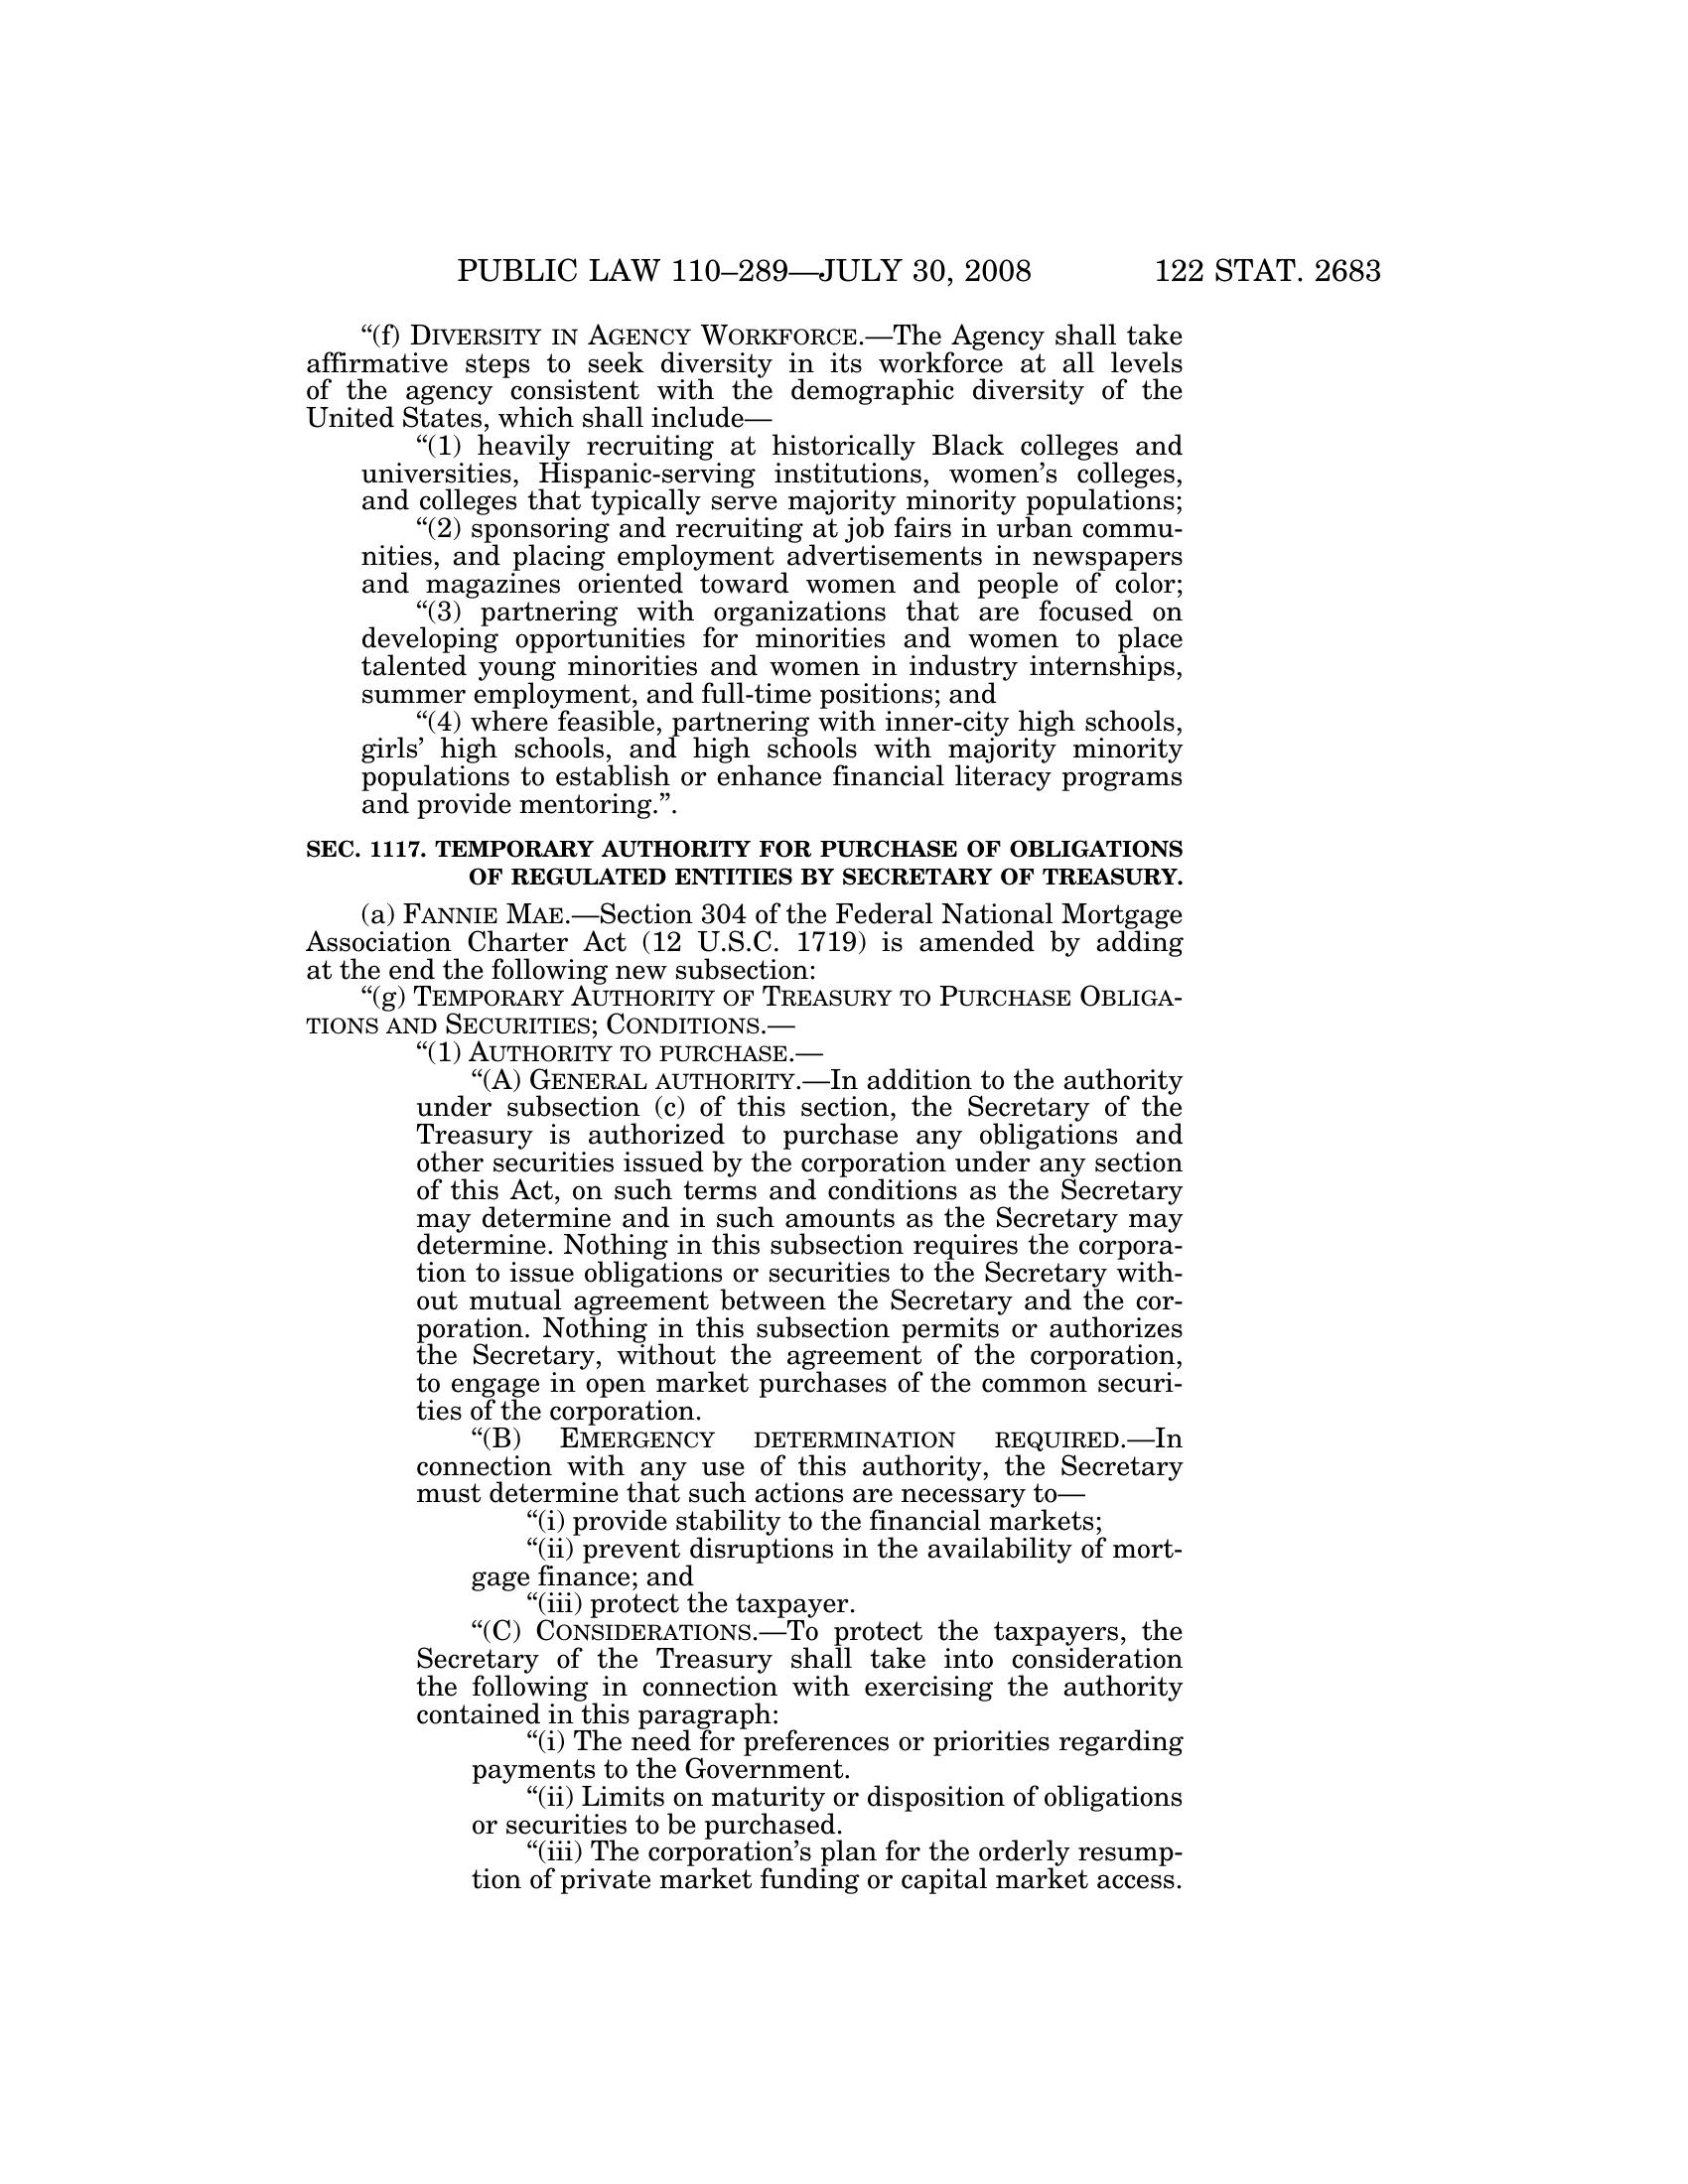 PUBLIC LAW 110–289—JULY 30, 2008 122 STAT. 2683
“(f) DIVERSITY IN AGENCY WORKFORCE.—The Agency shall take
affirmative steps to seek diversity in its workforce at all levels
of the agency consistent with the demographic diversity of the
United States, which shall include—
“(1) heavily recruiting at historically Black colleges and
universities, Hispanic-serving institutions, women’s colleges,
and colleges that typically serve majority minority populations;
“(2) sponsoring and recruiting at job fairs in urban commu-
nities, and placing employment advertisements in newspapers
and magazines oriented toward women and people of color;
“(3) partnering with organizations that are focused on
developing opportunities for minorities and women to place
talented young minorities and women in industry internships,
summer employment, and full-time positions; and
“(4) where feasible, partnering with inner-city high schools,
girls’ high schools, and high schools with majority minority
populations to establish or enhance financial literacy programs
and provide mentoring.”.
SEC. 1117. TEMPORARY AUTHORITY FOR PURCHASE OF OBLIGATIONS
OF REGULATED ENTITIES BY SECRETARY OF TREASURY.
(a) FANNIE MAE.—Section 304 of the Federal National Mortgage
Association Charter Act (12 U.S.C. 1719) is amended by adding
at the end the following new subsection:
“(g) TEMPORARY AUTHORITY OF TREASURY TO PURCHASE OBLIGA-
TIONS AND SECURITIES; CONDITIONS.—
“(1) AUTHORITY TO PURCHASE.—
“(A) GENERAL AUTHORITY.—In addition to the authority
under subsection (c) of this section, the Secretary of the
Treasury is authorized to purchase any obligations and
other securities issued by the corporation under any section
of this Act, on such terms and conditions as the Secretary
may determine and in such amounts as the Secretary may
determine. Nothing in this subsection requires the corpora-
tion to issue obligations or securities to the Secretary with-
out mutual agreement between the Secretary and the cor-
poration. Nothing in this subsection permits or authorizes
the Secretary, without the agreement of the corporation,
to engage in open market purchases of the common securi-
ties of the corporation.
“(B) EMERGENCY DETERMINATION REQUIRED.—In
connection with any use of this authority, the Secretary
must determine that such actions are necessary to—
“(i) provide stability to the financial markets;
“(ii) prevent disruptions in the availability of mort-
gage finance; and
“(iii) protect the taxpayer.
“(C) CONSIDERATIONS.—To protect the taxpayers, the
Secretary of the Treasury shall take into consideration
the following in connection with exercising the authority
contained in this paragraph:
“(i) The need for preferences or priorities regarding
payments to the Government.
“(ii) Limits on maturity or disposition of obligations
or securities to be purchased.
“(iii) The corporation’s plan for the orderly resump-
tion of private market funding or capital market access.